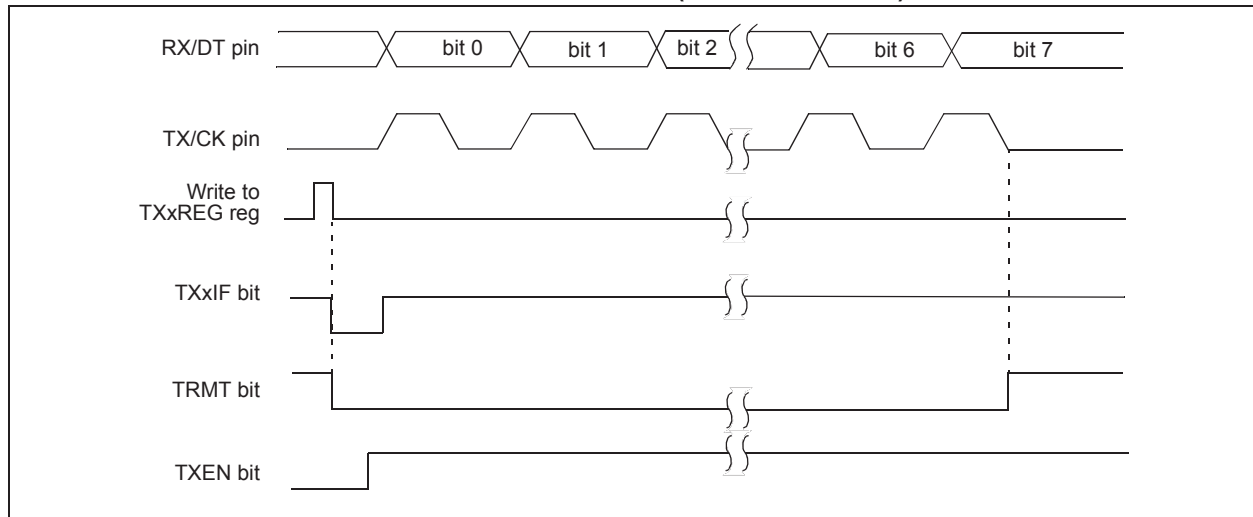 RX/DT pin
bit 0
bit 1
bit 2
bit 6
bit 7
TX/CK pin
Write to
TXxREG reg
TXxIF bit
TRMT bit
TXEN bit